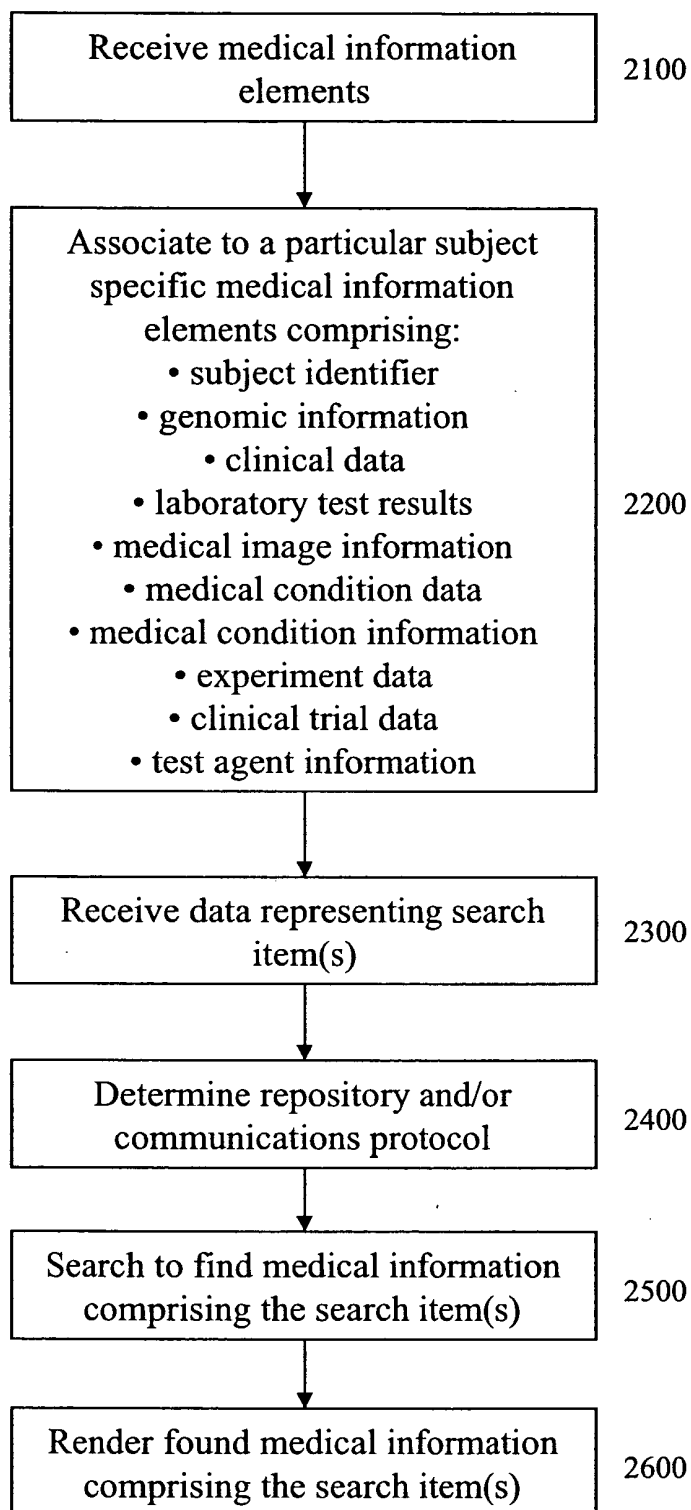 Receive medical information
elements
2100
Associate to a particular subject
specific medical information
elements comprising:
• subject identifier
• genomic information
• clinical data
• laboratory test results
• medical image information
• medical condition data
• medical condition information
• experiment data
• clinical trial data
• test agent information
2200
Receive data representing search
item(s)
2300
Determine repository and/or
communications protocol
2400
Search to find medical information
comprising the search item(s)
2500
Render found medical information
comprising the search item(s)
2600